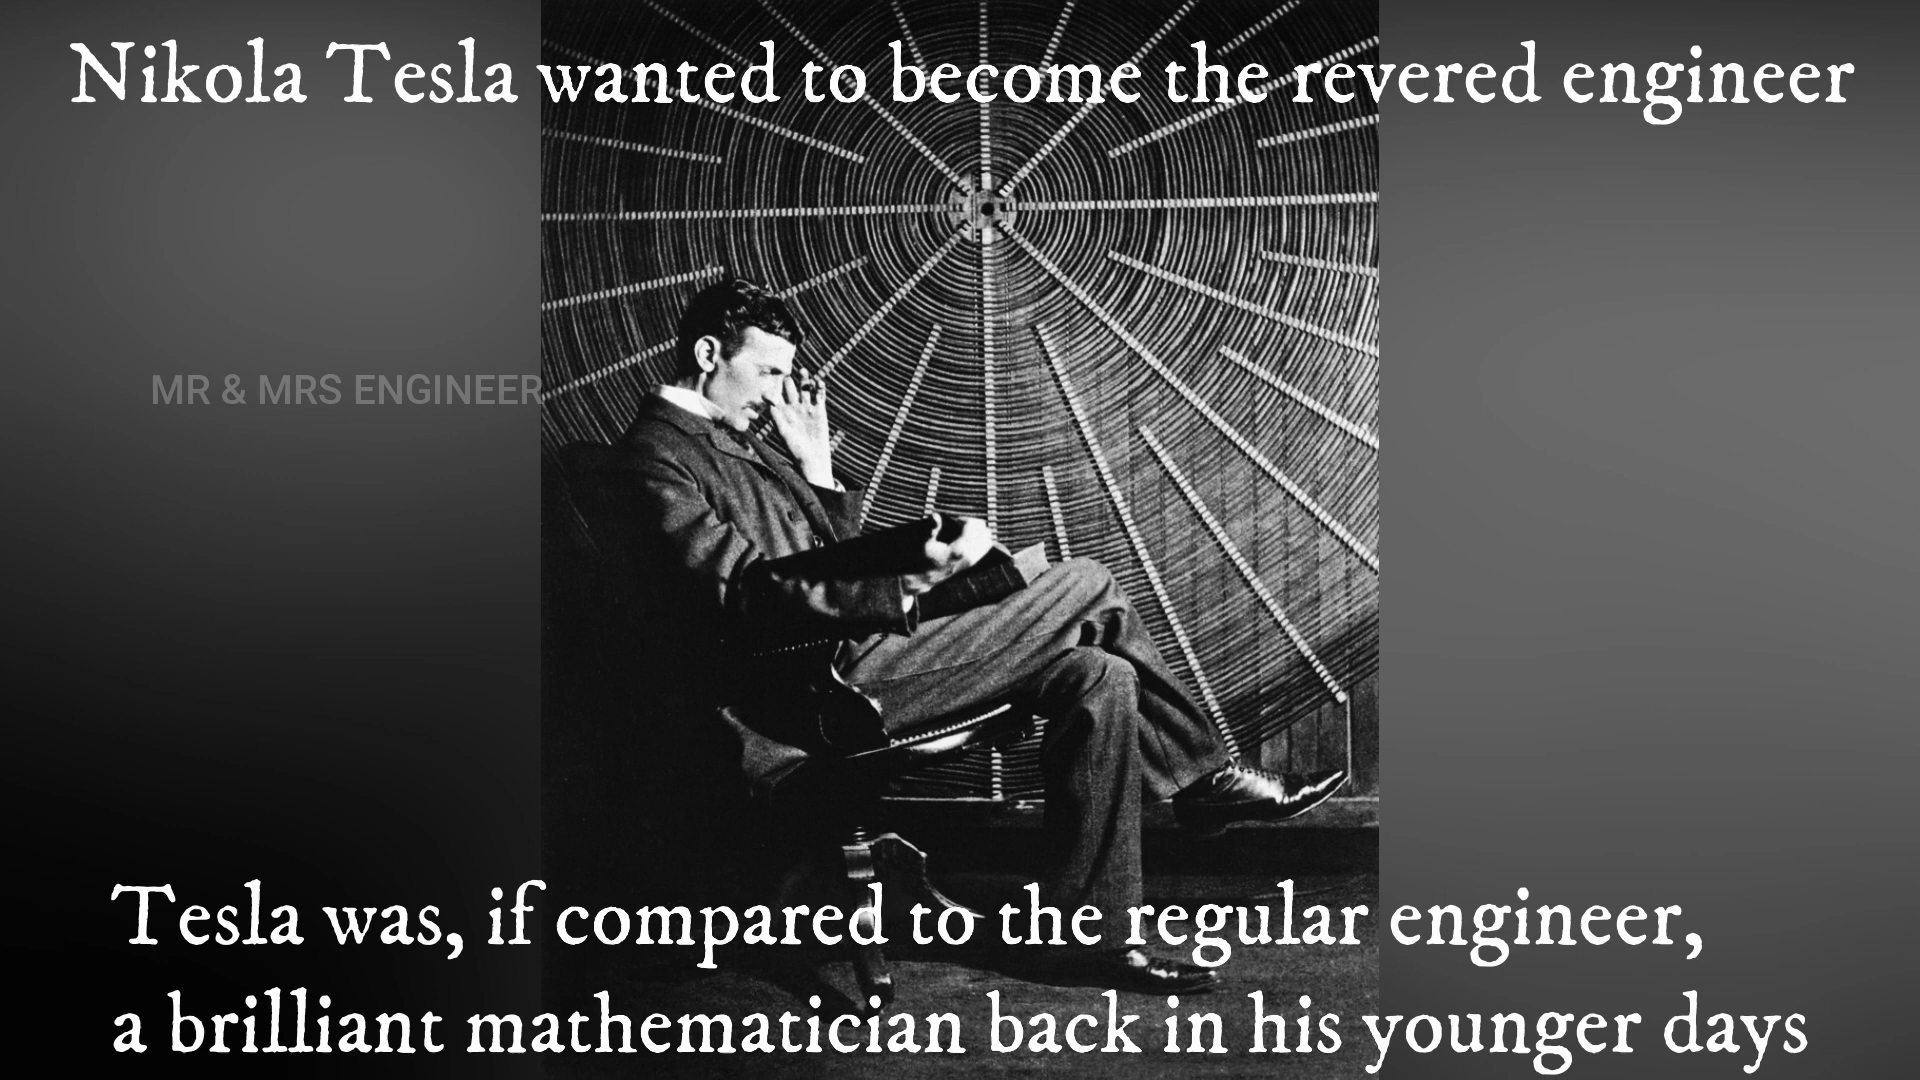 Nikola Tesla wanted to become the revered engineer
MR & MRS ENGINEER
Tesla was, if compared to the regular engineer,
a brilliant mathematician back in his younger days